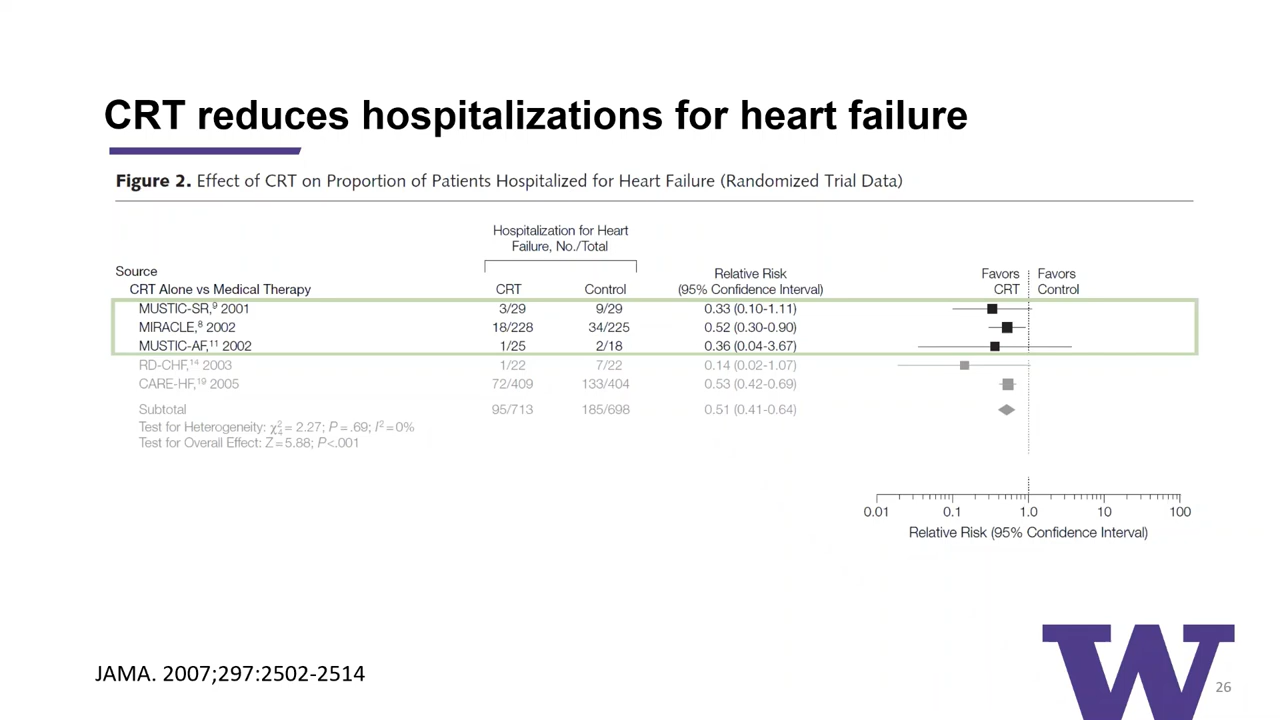 CRT reduces hospitalizations for heart failure
Figure 2. Effect of CRT on Proportion of Patients Hospitalized for Heart Failure (Randomized Trial Data)
Hospitalization for Heart
Failure, No./Total
Source
Relative Risk
Favors Favors
CRT Alone vs Medical Therapy CRT Control (95% Confidence Interval) CRT Control
MUSTIC-SR,⁹ 2001 3/29 9/29 0.33 (0.10-1.11)
MIRACLE,⁸ 2002 18/228 34/225 0.52 (0.30-0.90)
MUSTIC-AF,¹¹ 2002 1/25 2/18 0.36 (0.04-3.67)
RD-CHF,¹⁴ 2003 1/22 7/22 0.14 (0.02-1.07)
CARE-HF,¹⁹ 2005 72/409 133/404 0.53 (0.42-0.69)
Subtotal 95/713 185/698 0.51 (0.41-0.64)
Test for Heterogeneity: χ²₄ = 2.27; P = .69; I² = 0%
Test for Overall Effect: Z = 5.88; P<.001
0.01 0.1 1.0 10 100
Relative Risk (95% Confidence Interval)
JAMA. 2007;297:2502-2514
W
26